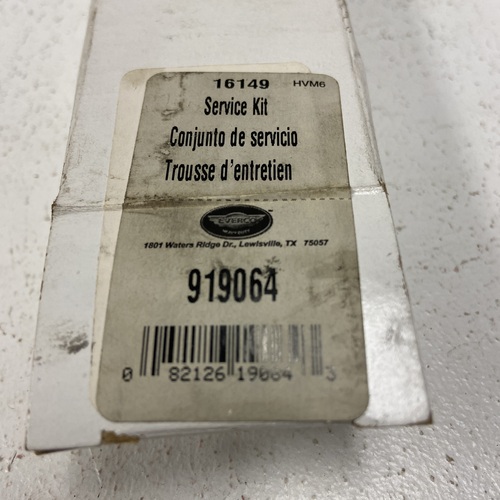 16149 HVM6
Service Kit
Conjunto de servicio
Trousse d'entretien
EVERCO
1801 Waters Ridge Dr., Lewisville, TX 75057
919064
0 82126 19064 3